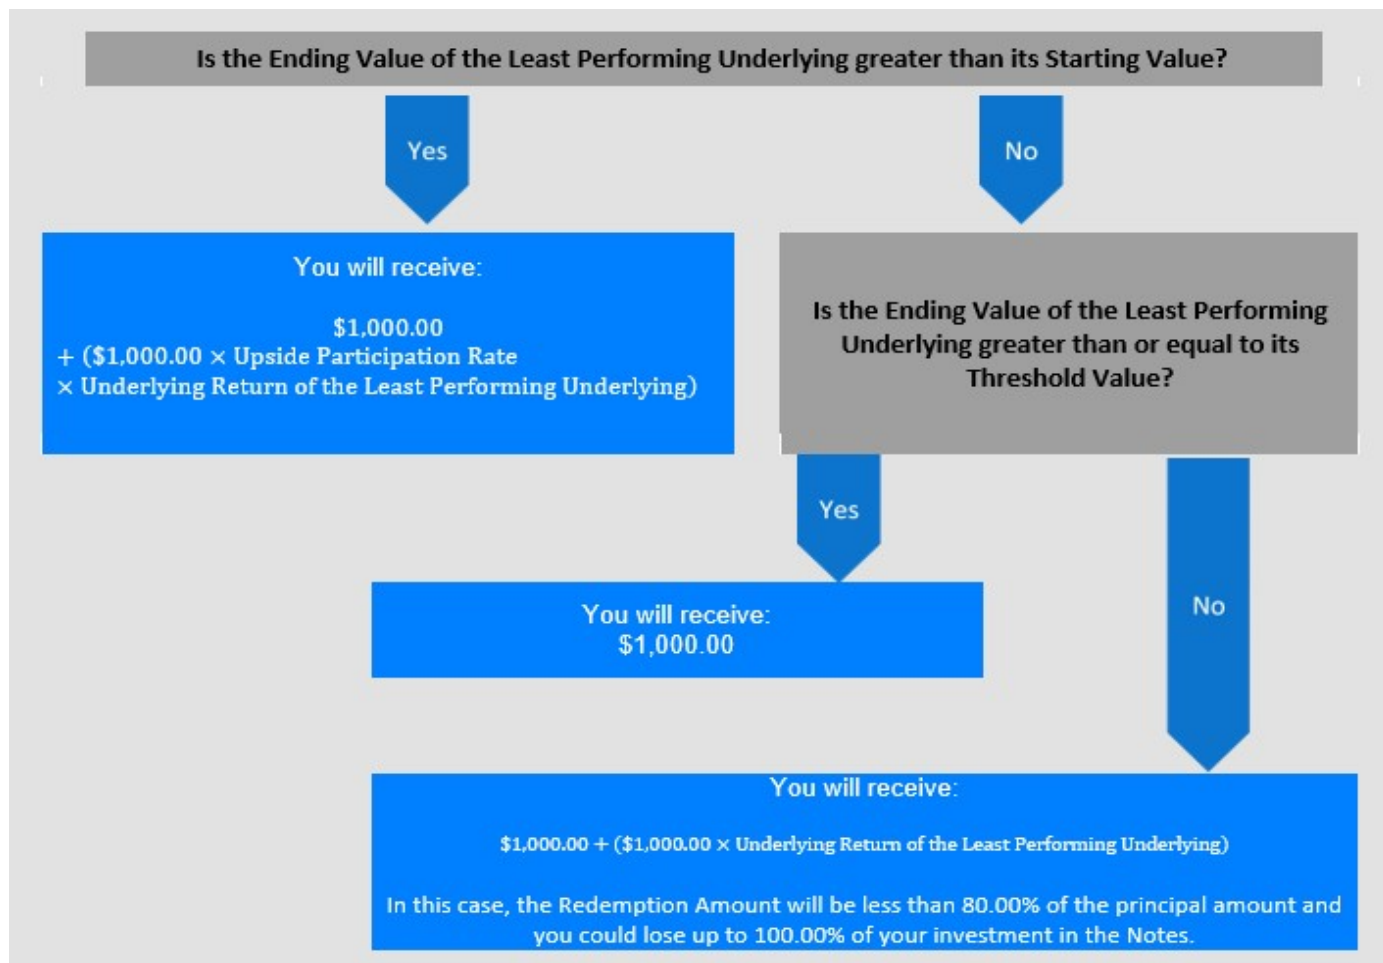 Is the Ending Value of the Least Performing Underlying greater than its Starting Value?
Yes
No
You will receive:
$1,000.00
+ ($1,000.00 × Upside Participation Rate
× Underlying Return of the Least Performing Underlying)
Is the Ending Value of the Least Performing
Underlying greater than or equal to its
Threshold Value?
Yes
No
You will receive:
$1,000.00
You will receive:
$1,000.00 + ($1,000.00 × Underlying Return of the Least Performing Underlying)
In this case, the Redemption Amount will be less than 80.00% of the principal amount and
you could lose up to 100.00% of your investment in the Notes.